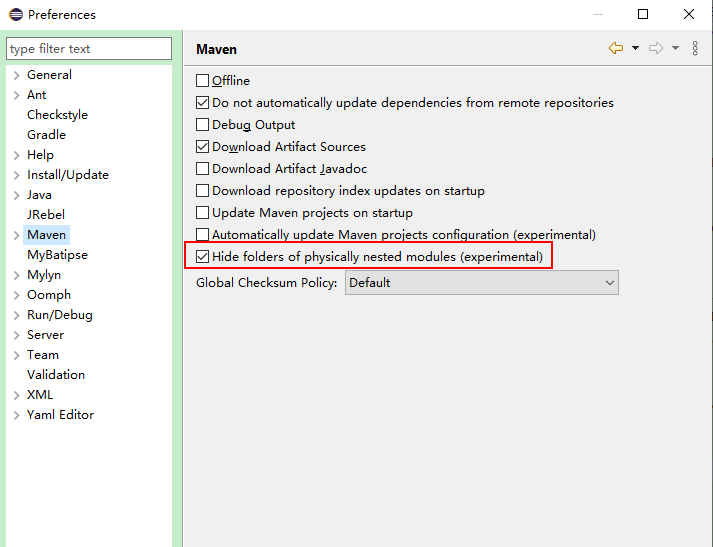 Preferences
type filter text
General
Ant
Checkstyle
Gradle
Help
Install/Update
Java
JRebel
Maven
MyBatipse
Mylyn
Oomph
Run/Debug
Server
Team
Validation
XML
Yaml Editor
Maven
Offline
Do not automatically update dependencies from remote repositories
Debug Output
Download Artifact Sources
Download Artifact Javadoc
Download repository index updates on startup
Update Maven projects on startup
Automatically update Maven projects configuration (experimental)
Hide folders of physically nested modules (experimental)
Global Checksum Policy: Default